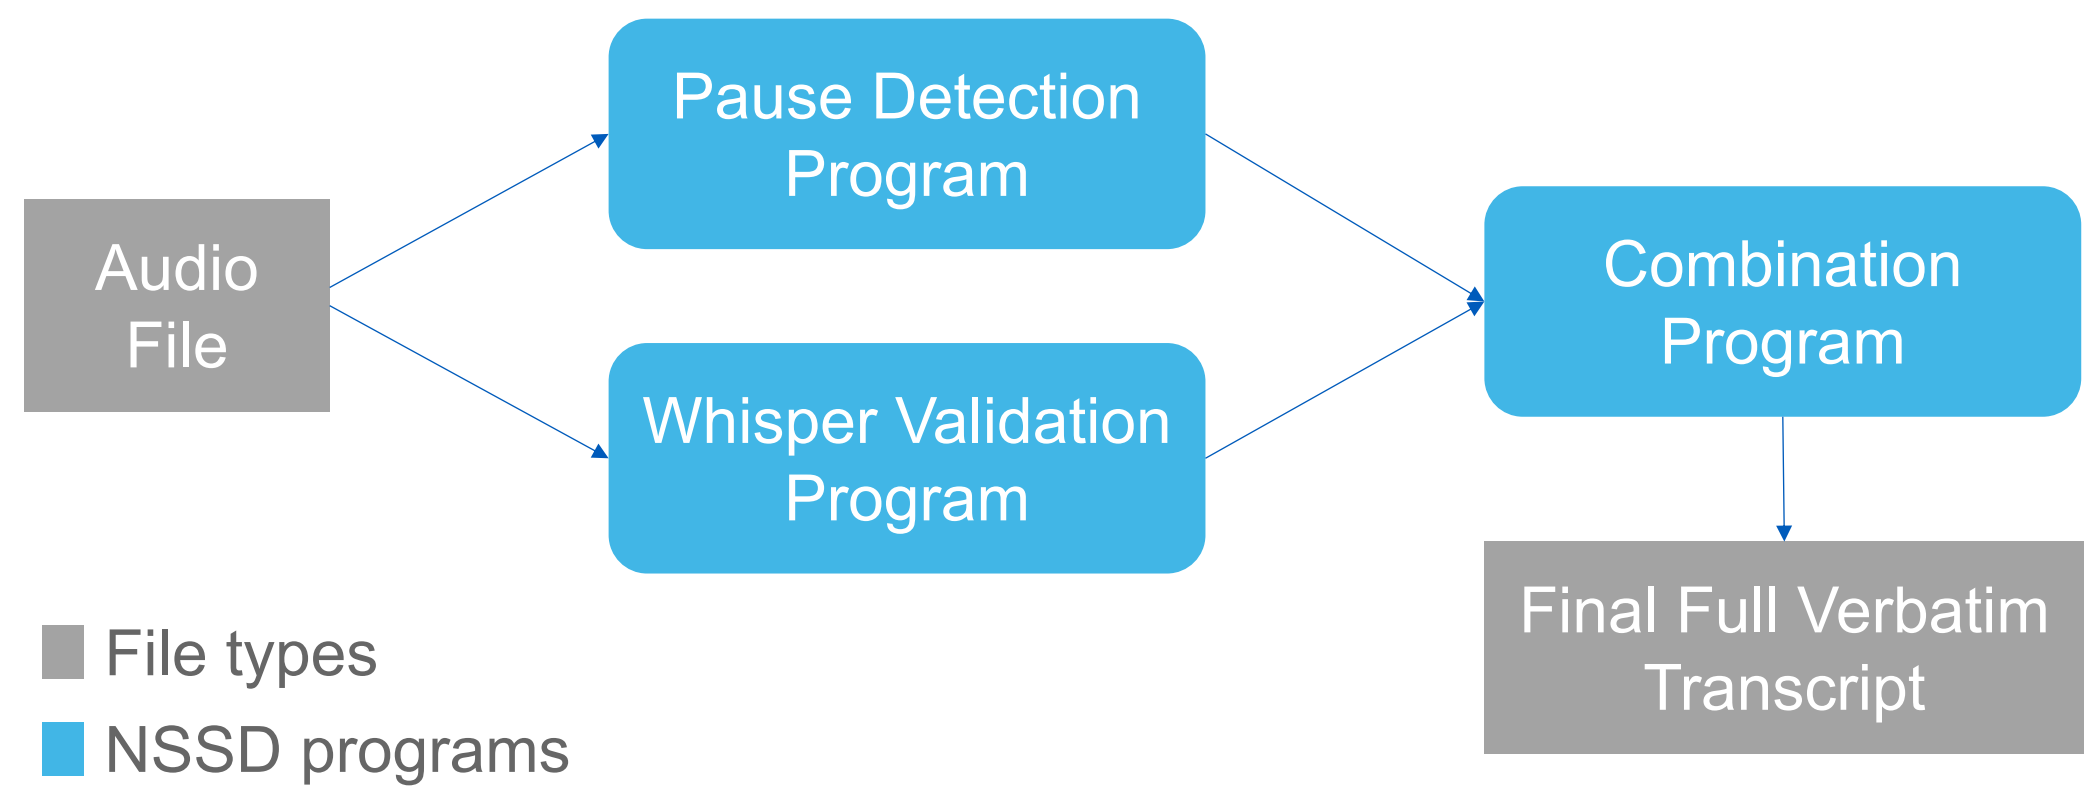 Audio
File
Pause Detection
Program
Whisper Validation
Program
Combination
Program
Final Full Verbatim
Transcript
File types
NSSD programs